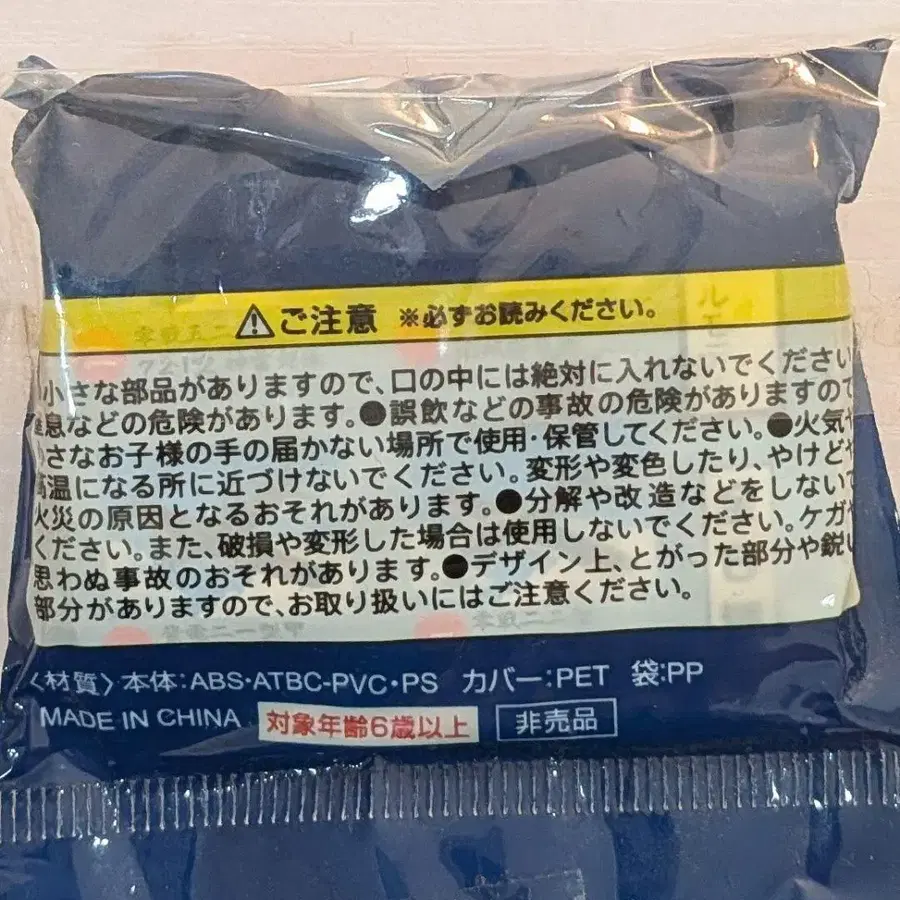 ⚠ご注意 ※必ずお読みください。
小さな部品がありますので、口の中には絶対に入れないでください
息などの危険があります。●誤飲などの事故の危険がありますので
さなお子様の手の届かない場所で使用・保管してください。●火気や
高温になる所に近づけないでください。変形や変色したり、やけどや
火災の原因となるおそれがあります。●分解や改造などをしないで
ください。また、破損や変形した場合は使用しないでください。ケガや
思わぬ事故のおそれがあります。●デザイン上、とがった部分や鋭い
部分がありますので、お取り扱いにはご注意ください。
〈材質〉本体:ABS・ATBC-PVC・PS カバー:PET 袋:PP
MADE IN CHINA 対象年齢6歳以上 非売品